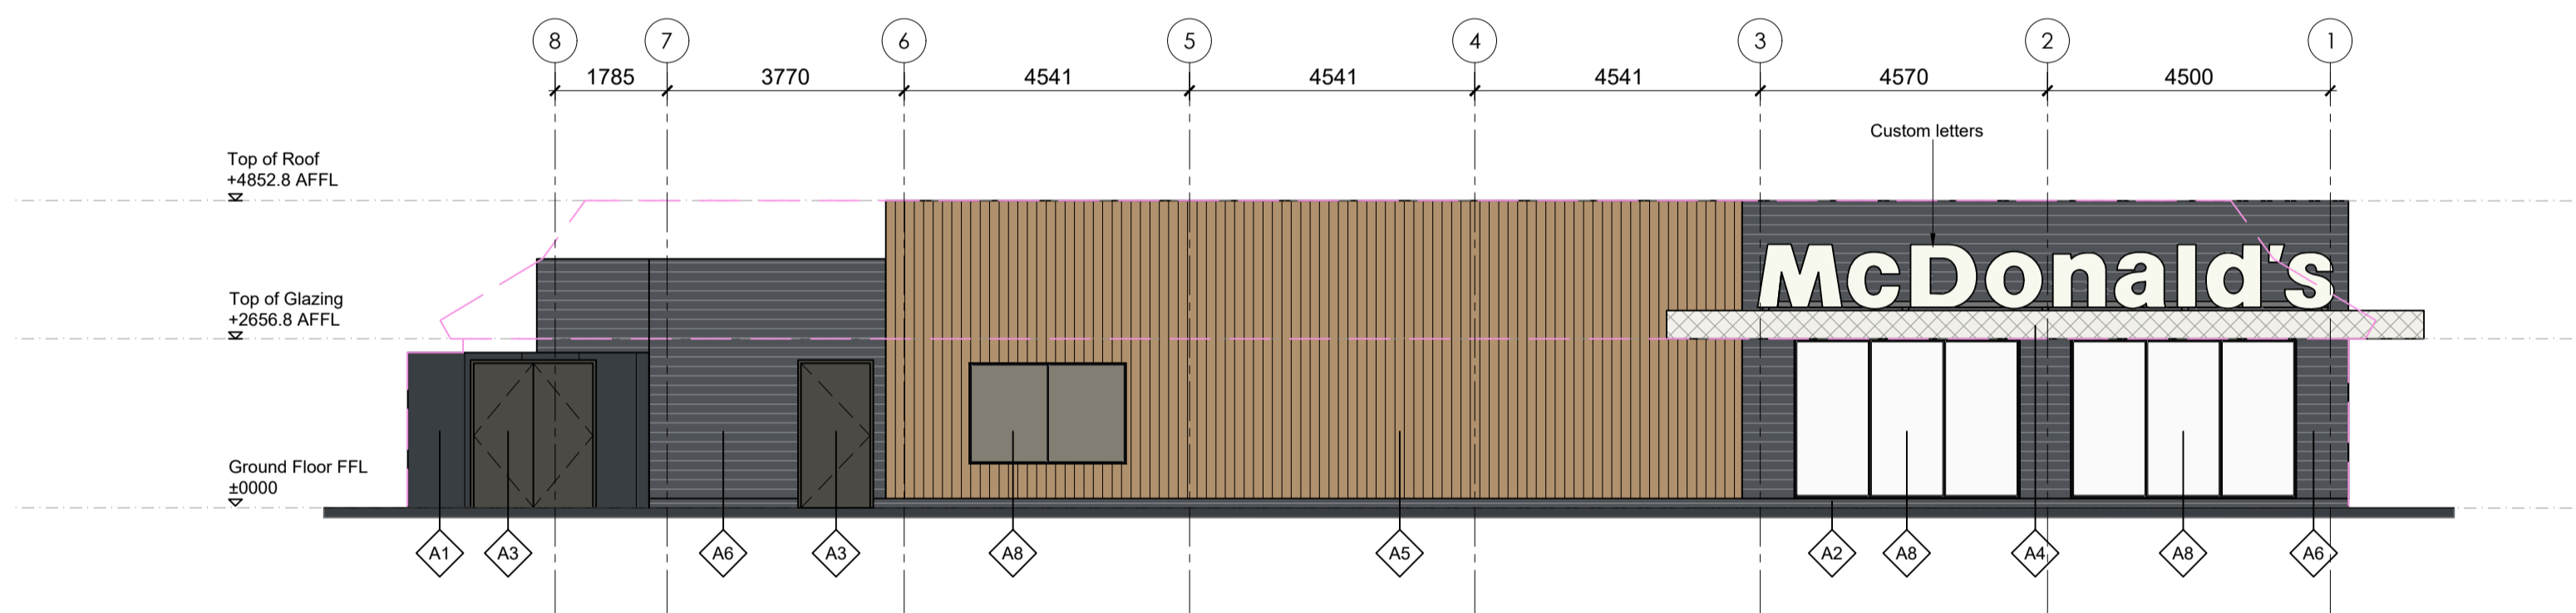 8 7 6 5 4 3 2 1
1785 3770 4541 4541 4541 4570 4500
Custom letters
Top of Roof
+4852.8 AFFL
McDonald's
Top of Glazing
+2656.8 AFFL
Ground Floor FFL
±0000
A1 A3 A6 A3 A8 A5 A2 A8 A4 A8 A6